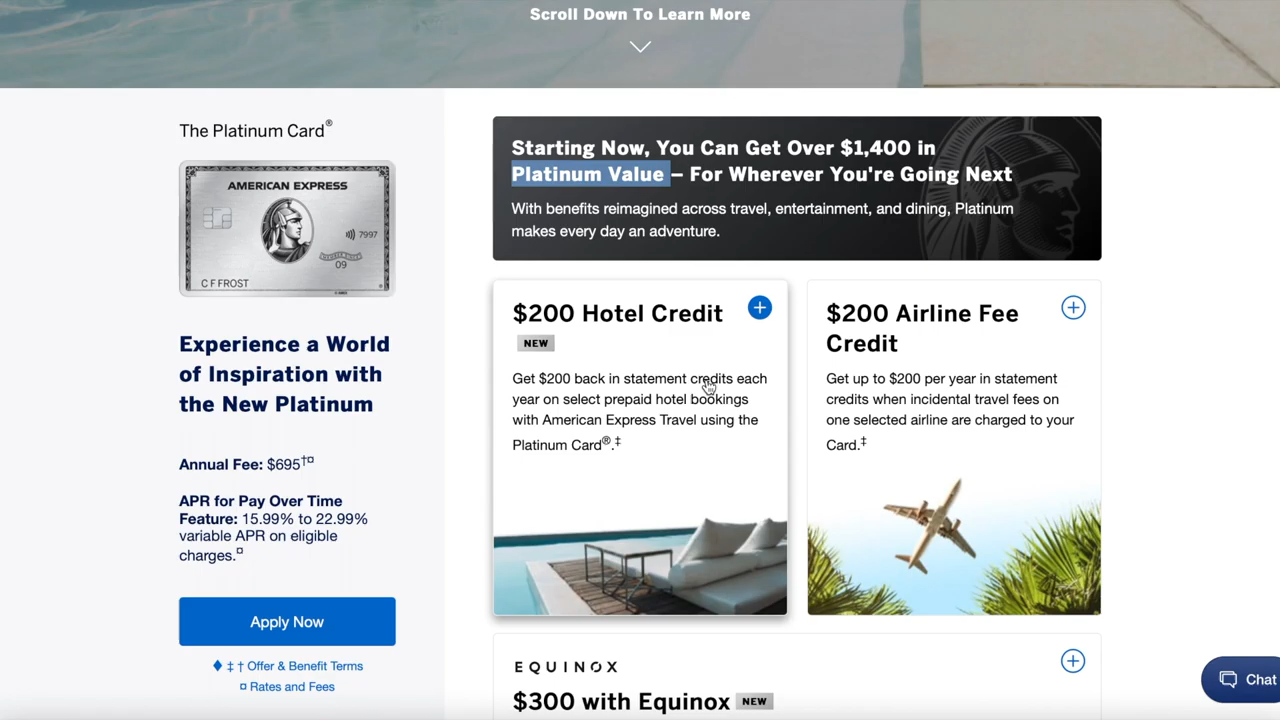 Scroll Down To Learn More
The Platinum Card®
AMERICAN EXPRESS
7997
09
C F FROST
Experience a World
of Inspiration with
the New Platinum
Annual Fee: $695†¤
APR for Pay Over Time
Feature: 15.99% to 22.99%
variable APR on eligible
charges.¤
Apply Now
♦ ‡ † Offer & Benefit Terms
¤ Rates and Fees
Starting Now, You Can Get Over $1,400 in
Platinum Value – For Wherever You're Going Next
With benefits reimagined across travel, entertainment, and dining, Platinum
makes every day an adventure.
$200 Hotel Credit
NEW
Get $200 back in statement credits each
year on select prepaid hotel bookings
with American Express Travel using the
Platinum Card®.‡
$200 Airline Fee
Credit
Get up to $200 per year in statement
credits when incidental travel fees on
one selected airline are charged to your
Card.‡
EQUINOX
$300 with Equinox NEW
Chat